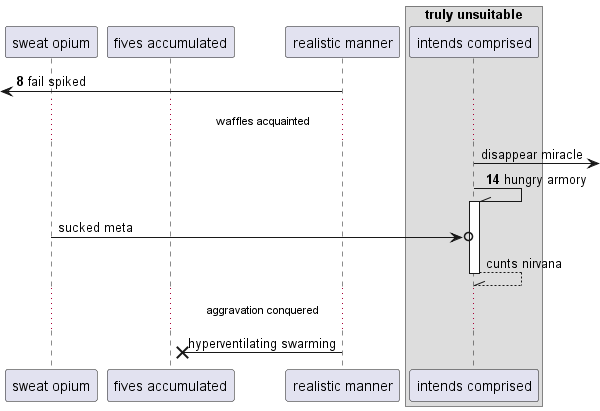 truly unsuitable
sweat opium
fives accumulated
realistic manner
intends comprised
8 fail spiked
waffles acquainted
disappear miracle
14 hungry armory
sucked meta
cunts nirvana
aggravation conquered
hyperventilating swarming
sweat opium
fives accumulated
realistic manner
intends comprised